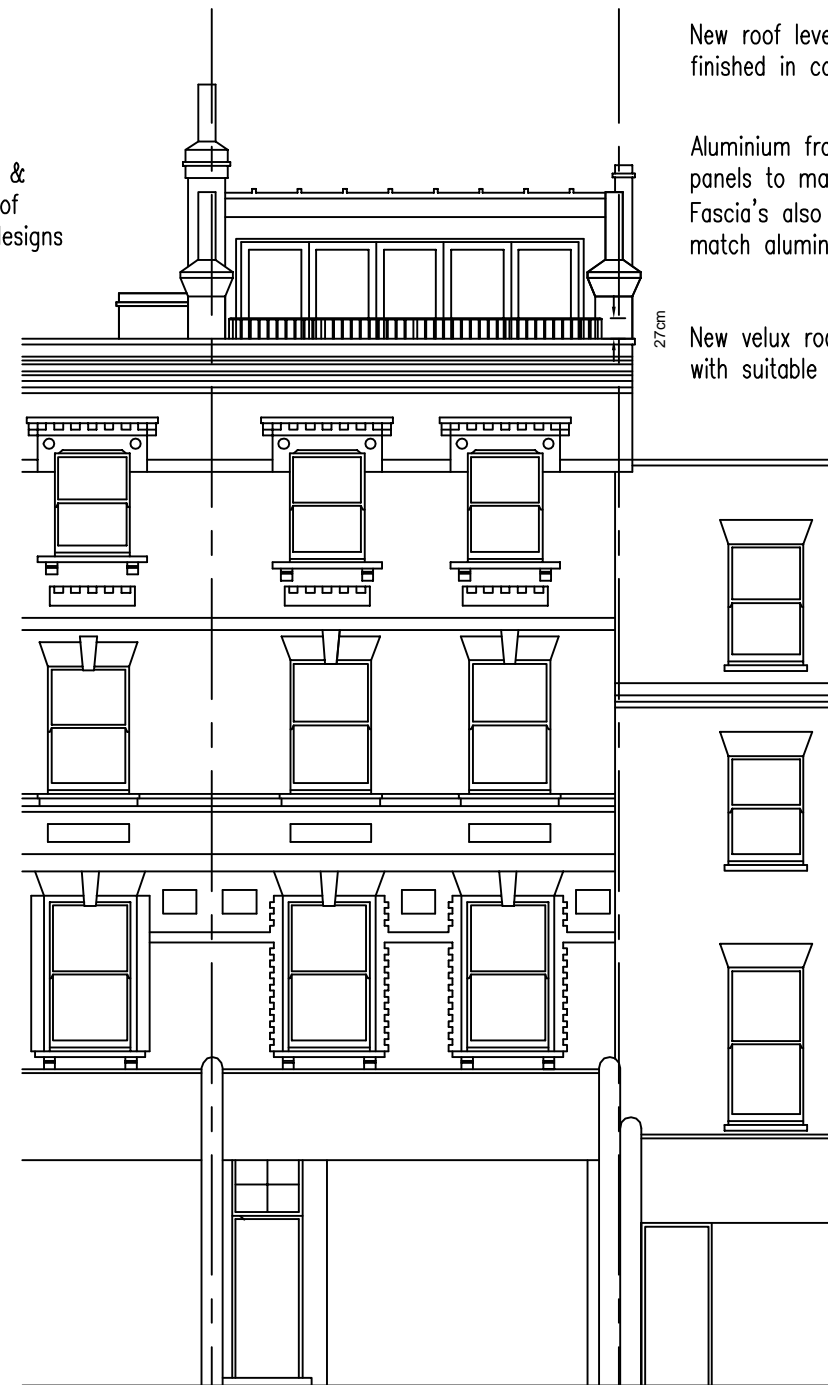 &
of
designs
New roof leve
finished in co
Aluminium fra
panels to ma
Fascia's also
match alumin
27cm
New velux roo
with suitable